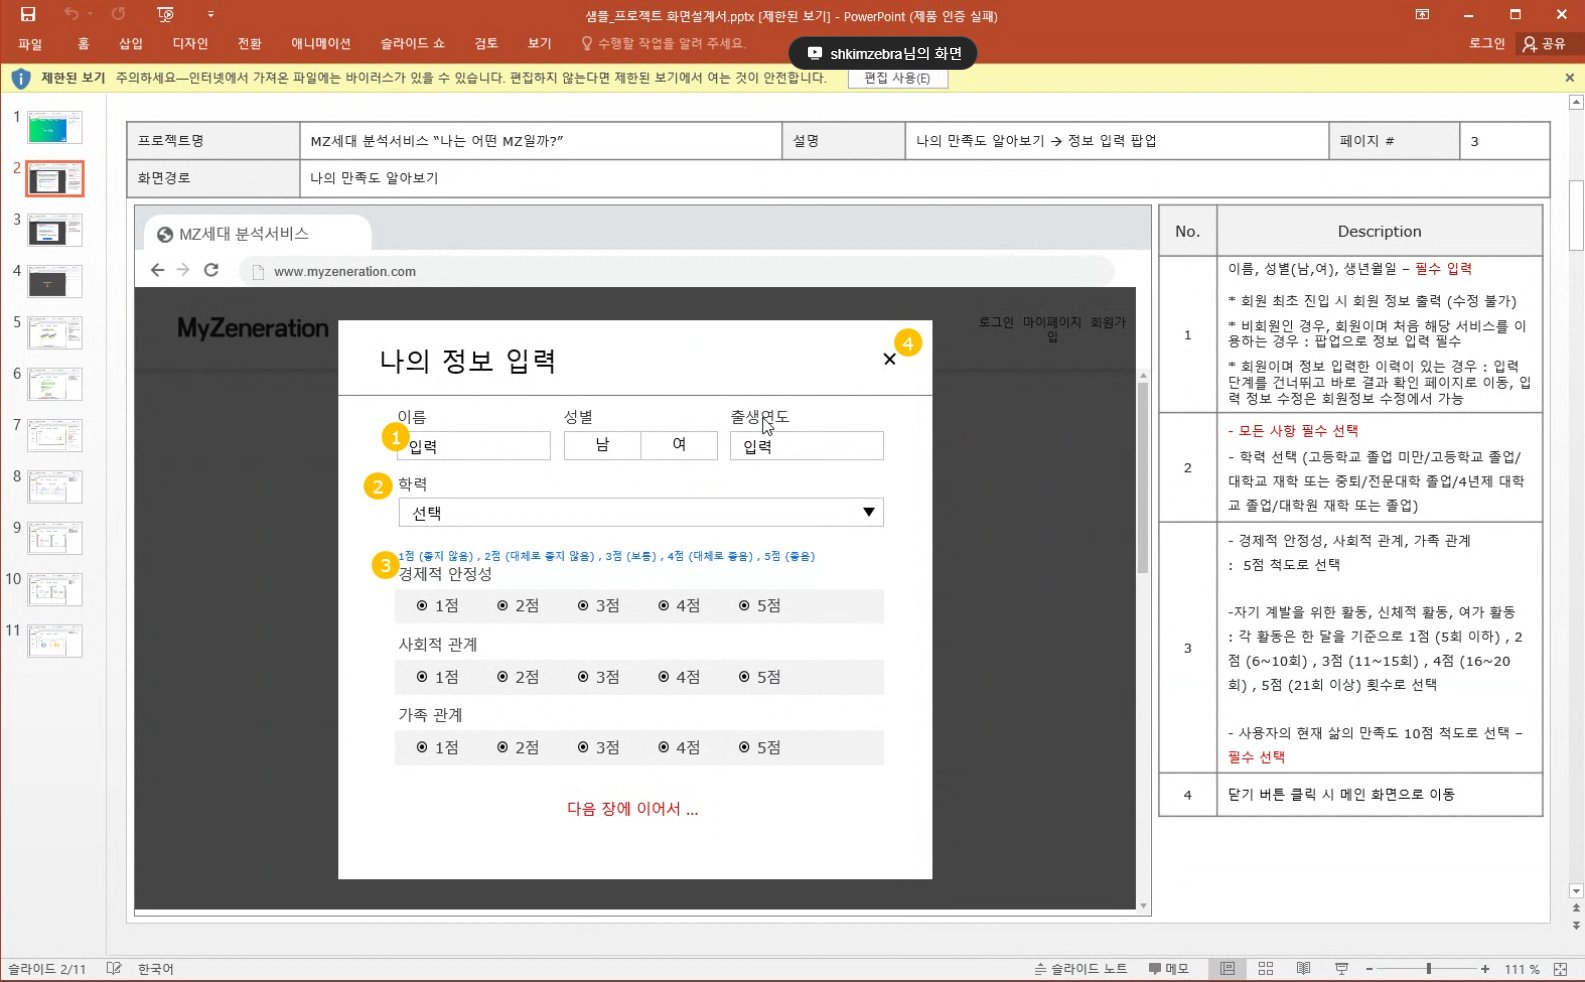 샘플_프로젝트 화면설계서.pptx [제한된 보기] - PowerPoint (제품 인증 실패)
파일 홈 삽입 디자인 전환 애니메이션 슬라이드 쇼 검토 보기 수행할 작업을 알려 주세요. 로그인 공유
shkimzebra님의 화면
제한된 보기 주의하세요—인터넷에서 가져온 파일에는 바이러스가 있을 수 있습니다. 편집하지 않는다면 제한된 보기에서 여는 것이 안전합니다. 편집 사용(E)
1
2
3
4
5
6
7
8
9
10
11
프로젝트명 MZ세대 분석서비스 “나는 어떤 MZ일까?” 설명 나의 만족도 알아보기 → 정보 입력 팝업 페이지 # 3
화면경로 나의 만족도 알아보기
MZ세대 분석서비스
www.myzeneration.com
MyZeneration
로그인 마이페이지 회원가
입
나의 정보 입력
4
이름 성별 출생연도
1 입력 남 여 입력
2 학력
선택
1점 (좋지 않음) , 2점 (대체로 좋지 않음) , 3점 (보통) , 4점 (대체로 좋음) , 5점 (좋음)
3 경제적 안정성
1점 2점 3점 4점 5점
사회적 관계
1점 2점 3점 4점 5점
가족 관계
1점 2점 3점 4점 5점
다음 장에 이어서 ...
No. Description
1
이름, 성별(남,여), 생년월일 – 필수 입력
* 회원 최초 진입 시 회원 정보 출력 (수정 불가)
* 비회원인 경우, 회원이며 처음 해당 서비스를 이
용하는 경우 : 팝업으로 정보 입력 필수
* 회원이며 정보 입력한 이력이 있는 경우 : 입력
단계를 건너뛰고 바로 결과 확인 페이지로 이동, 입
력 정보 수정은 회원정보 수정에서 가능
2
- 모든 사항 필수 선택
- 학력 선택 (고등학교 졸업 미만/고등학교 졸업/
대학교 재학 또는 중퇴/전문대학 졸업/4년제 대학
교 졸업/대학원 재학 또는 졸업)
3
- 경제적 안정성, 사회적 관계, 가족 관계
: 5점 척도로 선택
-자기 계발을 위한 활동, 신체적 활동, 여가 활동
: 각 활동은 한 달을 기준으로 1점 (5회 이하) , 2
점 (6~10회) , 3점 (11~15회) , 4점 (16~20
회) , 5점 (21회 이상) 횟수로 선택
- 사용자의 현재 삶의 만족도 10점 척도로 선택 –
필수 선택
4 닫기 버튼 클릭 시 메인 화면으로 이동
슬라이드 2/11 한국어 슬라이드 노트 메모 111 %